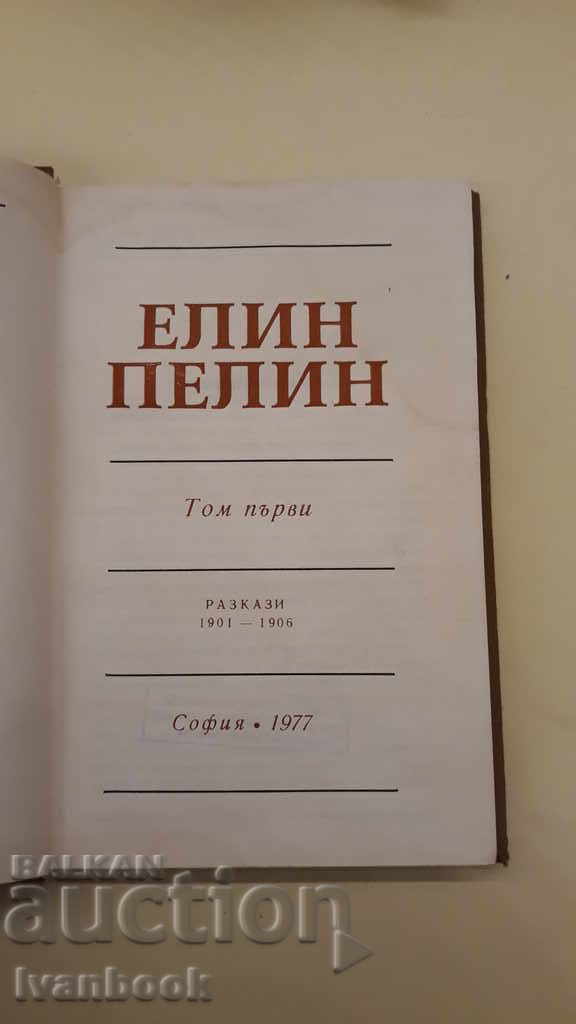 ЕЛИН
ПЕЛИН
Том първи
РАЗКАЗИ
1901 — 1906
София • 1977
BALKAN
auction
Ivanbook